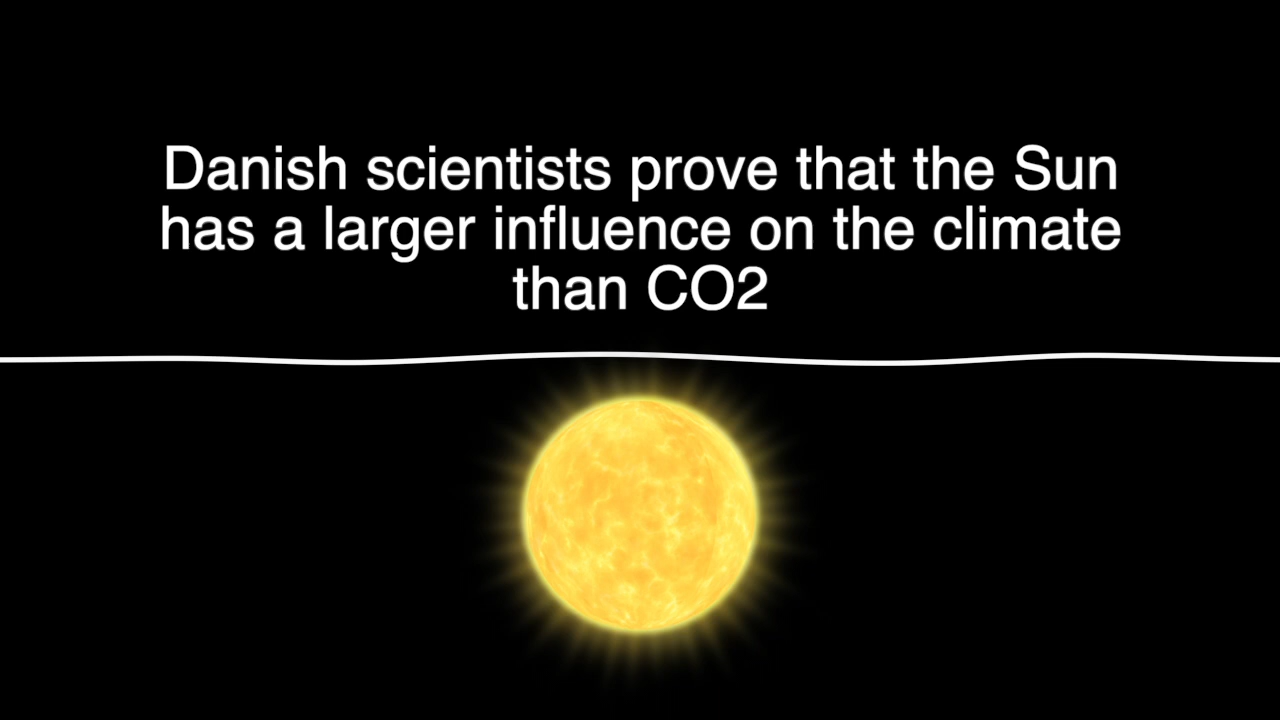 Danish scientists prove that the Sun
has a larger influence on the climate
than CO2